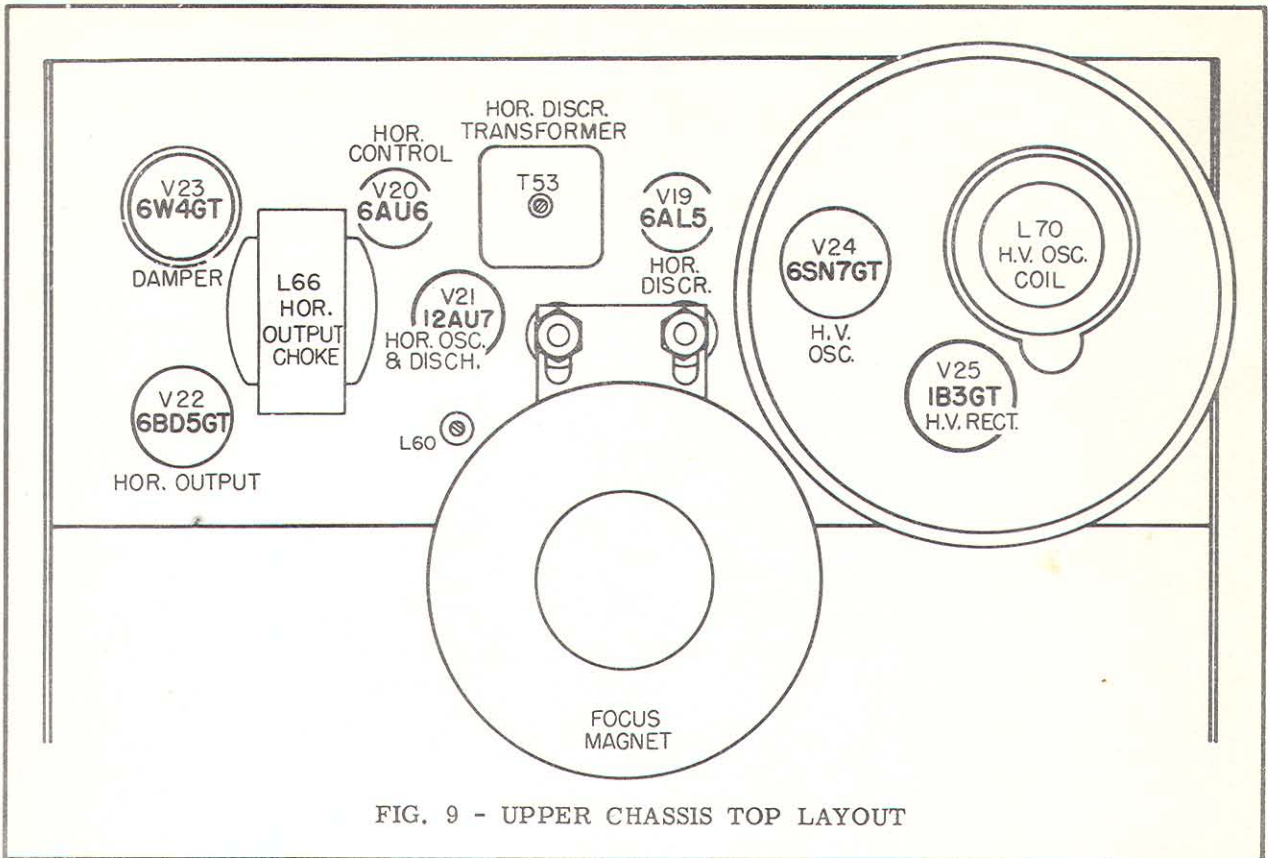 HOR. DISCR.
TRANSFORMER
T53
HOR.
CONTROL
V20
6AU6
V23
6W4GT
DAMPER
L66
HOR.
OUTPUT
CHOKE
V19
6AL5
HOR.
DISCR.
V21
12AU7
HOR. OSC.
& DISCH.
V24
6SN7GT
H.V.
OSC.
L70
H.V. OSC.
COIL
V25
1B3GT
H.V. RECT.
V22
6BD5GT
HOR. OUTPUT
L60
FOCUS
MAGNET
FIG. 9 - UPPER CHASSIS TOP LAYOUT